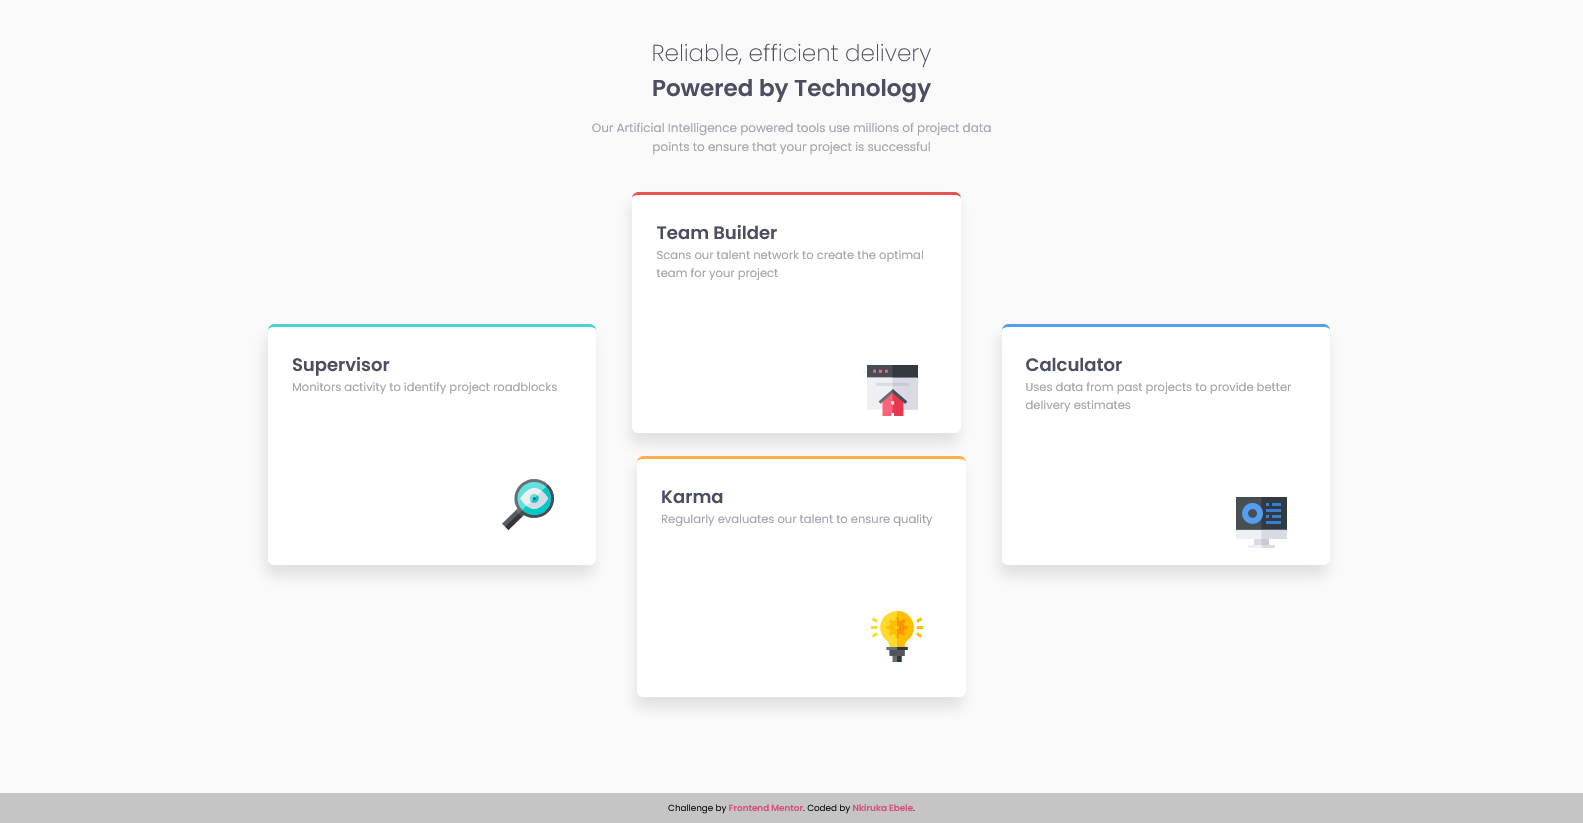 Reliable, efficient delivery
Powered by Technology
Our Artificial Intelligence powered tools use millions of project data
points to ensure that your project is successful
Team Builder
Scans our talent network to create the optimal
team for your project
Supervisor
Monitors activity to identify project roadblocks
Calculator
Uses data from past projects to provide better
delivery estimates
Karma
Regularly evaluates our talent to ensure quality
Challenge by Frontend Mentor. Coded by Nkiruka Ebele.